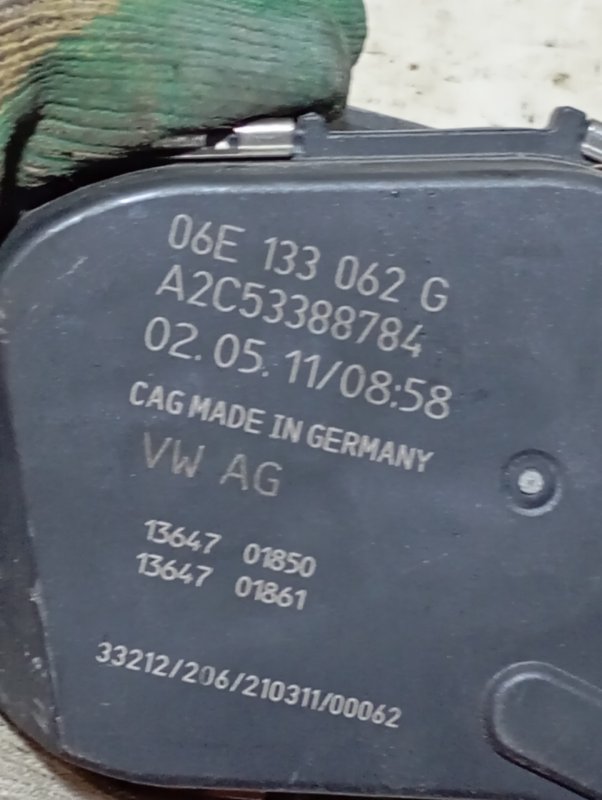 06E 133 062 G
A2C53388784
02.05.11/08:58
CAG MADE IN GERMANY
VW AG
13647 01850
13647 01861
33212/206/210311/00062